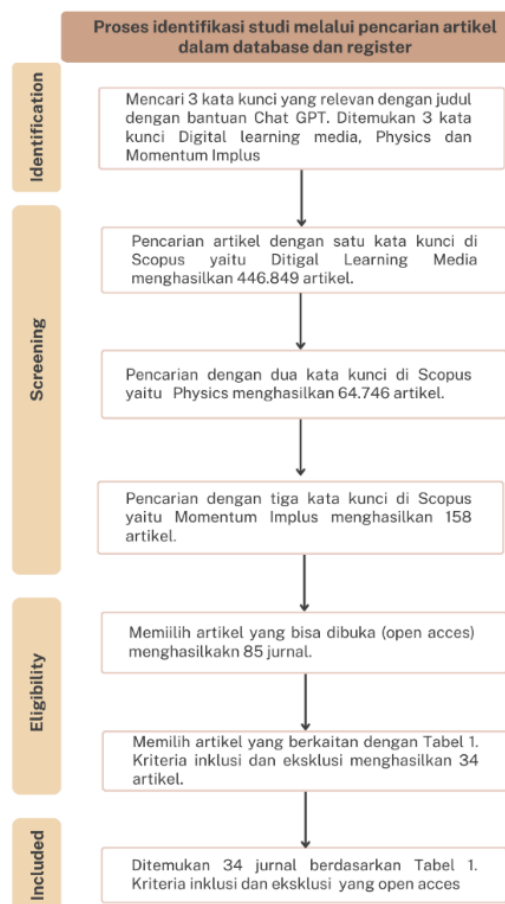 Proses identifikasi studi melalui pencarian artikel
dalam database dan register
Identification
Mencari 3 kata kunci yang relevan dengan judul
dengan bantuan Chat GPT. Ditemukan 3 kata
kunci Digital learning media, Physics dan
Momentum Implus
Screening
Pencarian artikel dengan satu kata kunci di
Scopus yaitu Ditigal Learning Media
menghasilkan 446.849 artikel.
Pencarian dengan dua kata kunci di Scopus
yaitu Physics menghasilkan 64.746 artikel.
Pencarian dengan tiga kata kunci di Scopus
yaitu Momentum Implus menghasilkan 158
artikel.
Eligibility
Memiilih artikel yang bisa dibuka (open acces)
menghasilkakn 85 jurnal.
Memilih artikel yang berkaitan dengan Tabel 1.
Kriteria inklusi dan eksklusi menghasilkan 34
artikel.
Included
Ditemukan 34 jurnal berdasarkan Tabel 1.
Kriteria inklusi dan eksklusi yang open acces